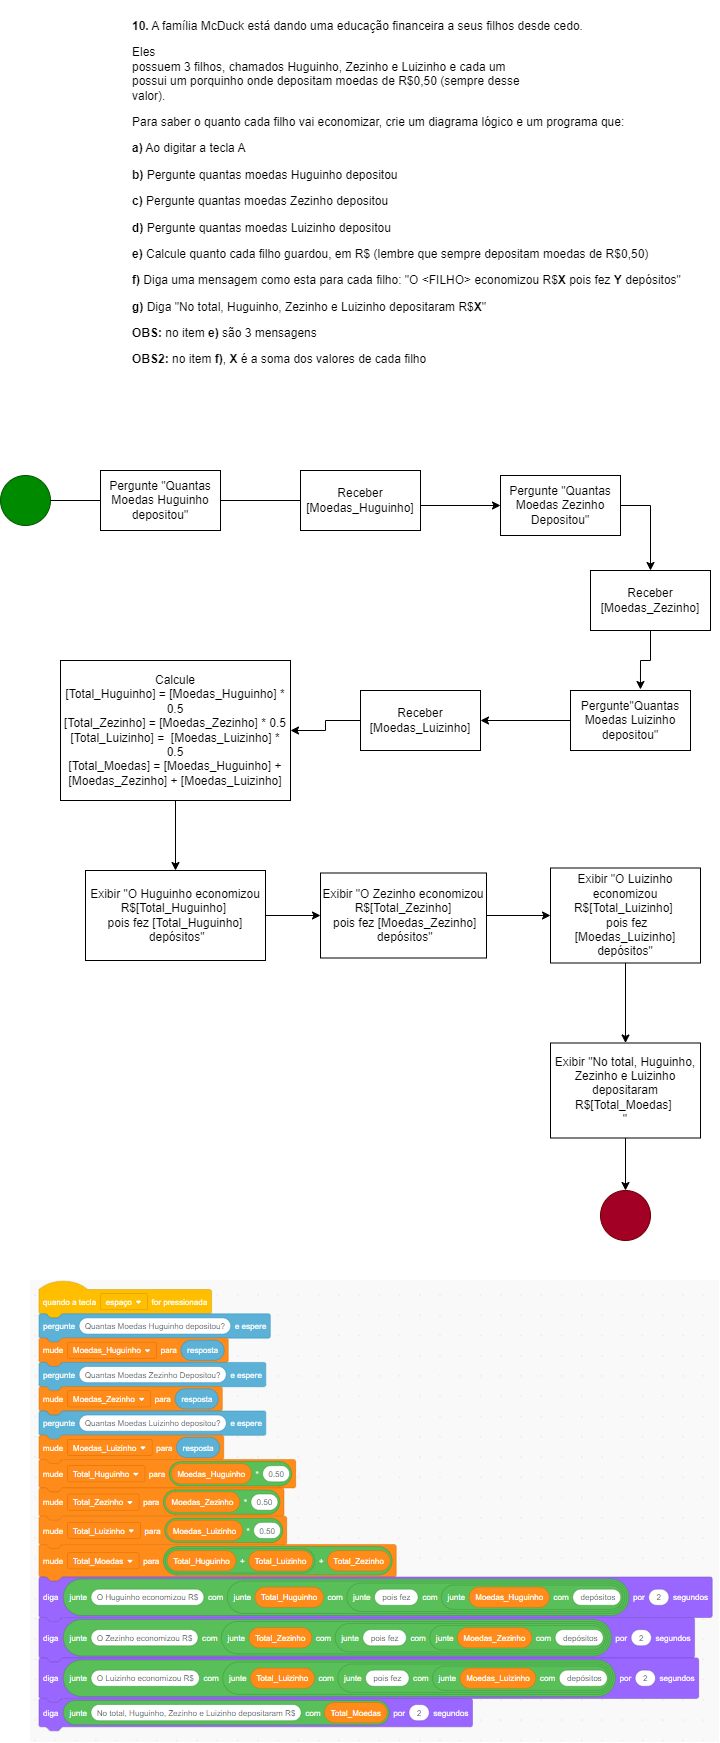 10. A família McDuck está dando uma educação financeira a seus filhos desde cedo.
Eles
possuem 3 filhos, chamados Huguinho, Zezinho e Luizinho e cada um
possui um porquinho onde depositam moedas de R$0,50 (sempre desse
valor).
Para saber o quanto cada filho vai economizar, crie um diagrama lógico e um programa que:
a) Ao digitar a tecla A
b) Pergunte quantas moedas Huguinho depositou
c) Pergunte quantas moedas Zezinho depositou
d) Pergunte quantas moedas Luizinho depositou
e) Calcule quanto cada filho guardou, em R$ (lembre que sempre depositam moedas de R$0,50)
f) Diga uma mensagem como esta para cada filho: "O <FILHO> economizou R$X pois fez Y depósitos"
g) Diga "No total, Huguinho, Zezinho e Luizinho depositaram R$X"
OBS: no item e) são 3 mensagens
OBS2: no item f), X é a soma dos valores de cada filho
Pergunte "Quantas
Moedas Huguinho
depositou"
Receber
[Moedas_Huguinho]
Pergunte "Quantas
Moedas Zezinho
Depositou"
Receber
[Moedas_Zezinho]
Pergunte"Quantas
Moedas Luizinho
depositou"
Receber
[Moedas_Luizinho]
Calcule
[Total_Huguinho] = [Moedas_Huguinho] *
0.5
[Total_Zezinho] = [Moedas_Zezinho] * 0.5
[Total_Luizinho] = [Moedas_Luizinho] *
0.5
[Total_Moedas] = [Moedas_Huguinho] +
[Moedas_Zezinho] + [Moedas_Luizinho]
Exibir "O Huguinho economizou
R$[Total_Huguinho]
pois fez [Total_Huguinho]
depósitos"
Exibir "O Zezinho economizou
R$[Total_Zezinho]
pois fez [Moedas_Zezinho]
depósitos"
Exibir "O Luizinho
economizou
R$[Total_Luizinho]
pois fez
[Moedas_Luizinho]
depósitos"
Exibir "No total, Huguinho,
Zezinho e Luizinho
depositaram
R$[Total_Moedas]
"
quando a tecla espaço for pressionada
pergunte Quantas Moedas Huguinho depositou? e espere
mude Moedas_Huguinho para resposta
pergunte Quantas Moedas Zezinho Depositou? e espere
mude Moedas_Zezinho para resposta
pergunte Quantas Moedas Luizinho depositou? e espere
mude Moedas_Luizinho para resposta
mude Total_Huguinho para Moedas_Huguinho * 0.50
mude Total_Zezinho para Moedas_Zezinho * 0.50
mude Total_Luizinho para Moedas_Luizinho * 0.50
mude Total_Moedas para Total_Huguinho + Total_Luizinho + Total_Zezinho
diga junte O Huguinho economizou R$ com junte Total_Huguinho com junte pois fez com junte Moedas_Huguinho com depósitos por 2 segundos
diga junte O Zezinho economizou R$ com junte Total_Zezinho com junte pois fez com junte Moedas_Zezinho com depósitos por 2 segundos
diga junte O Luizinho economizou R$ com junte Total_Luizinho com junte pois fez com junte Moedas_Luizinho com depósitos por 2 segundos
diga junte No total, Huguinho, Zezinho e Luizinho depositaram R$ com Total_Moedas por 2 segundos